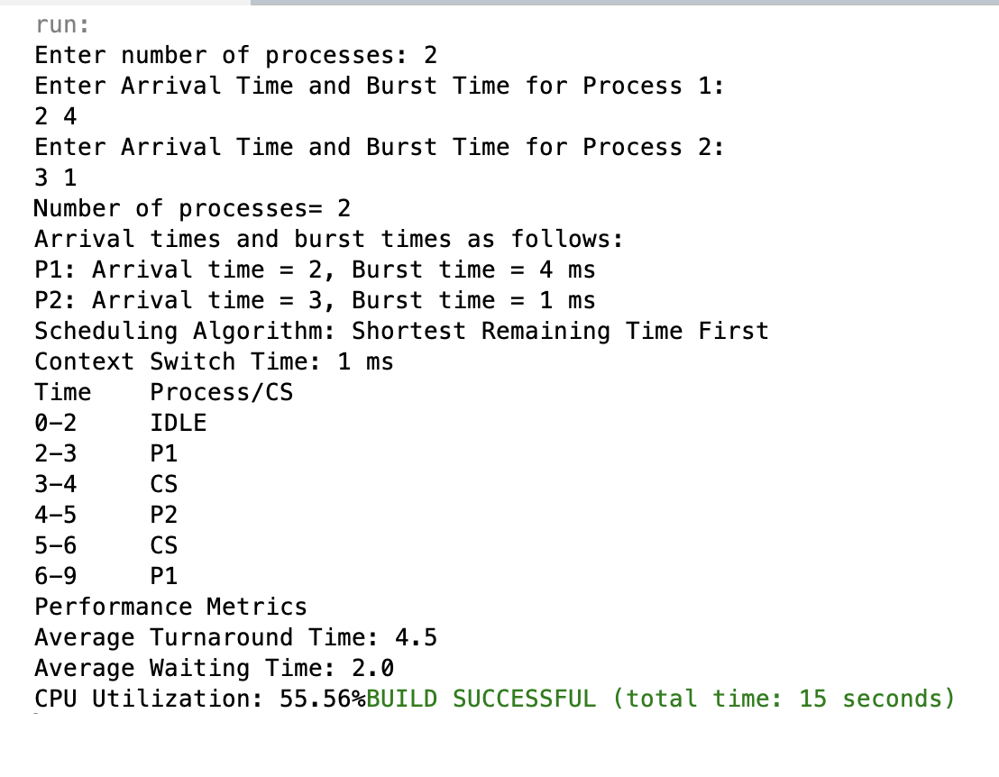 run:
Enter number of processes: 2
Enter Arrival Time and Burst Time for Process 1:
2 4
Enter Arrival Time and Burst Time for Process 2:
3 1
Number of processes= 2
Arrival times and burst times as follows:
P1: Arrival time = 2, Burst time = 4 ms
P2: Arrival time = 3, Burst time = 1 ms
Scheduling Algorithm: Shortest Remaining Time First
Context Switch Time: 1 ms
Time    Process/CS
0–2     IDLE
2–3     P1
3–4     CS
4–5     P2
5–6     CS
6–9     P1
Performance Metrics
Average Turnaround Time: 4.5
Average Waiting Time: 2.0
CPU Utilization: 55.56%BUILD SUCCESSFUL (total time: 15 seconds)